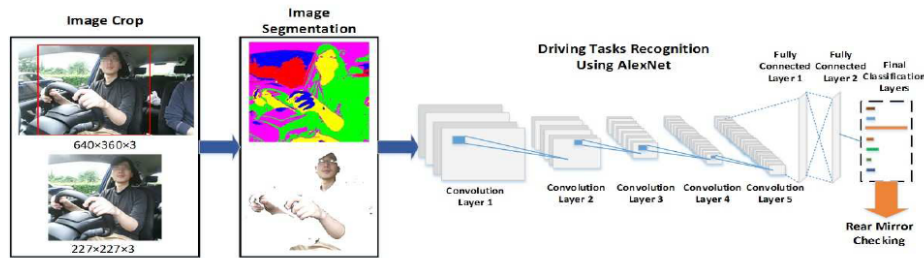 Image Crop
640×360×3
227×227×3
Image
Segmentation
Driving Tasks Recognition
Using AlexNet
Convolution
Layer 1
Convolution
Layer 2
Convolution
Layer 3
Convolution
Layer 4
Convolution
Layer 5
Fully
Connected
Layer 1
Fully
Connected
Layer 2
Final
Classification
Layers
Rear Mirror
Checking